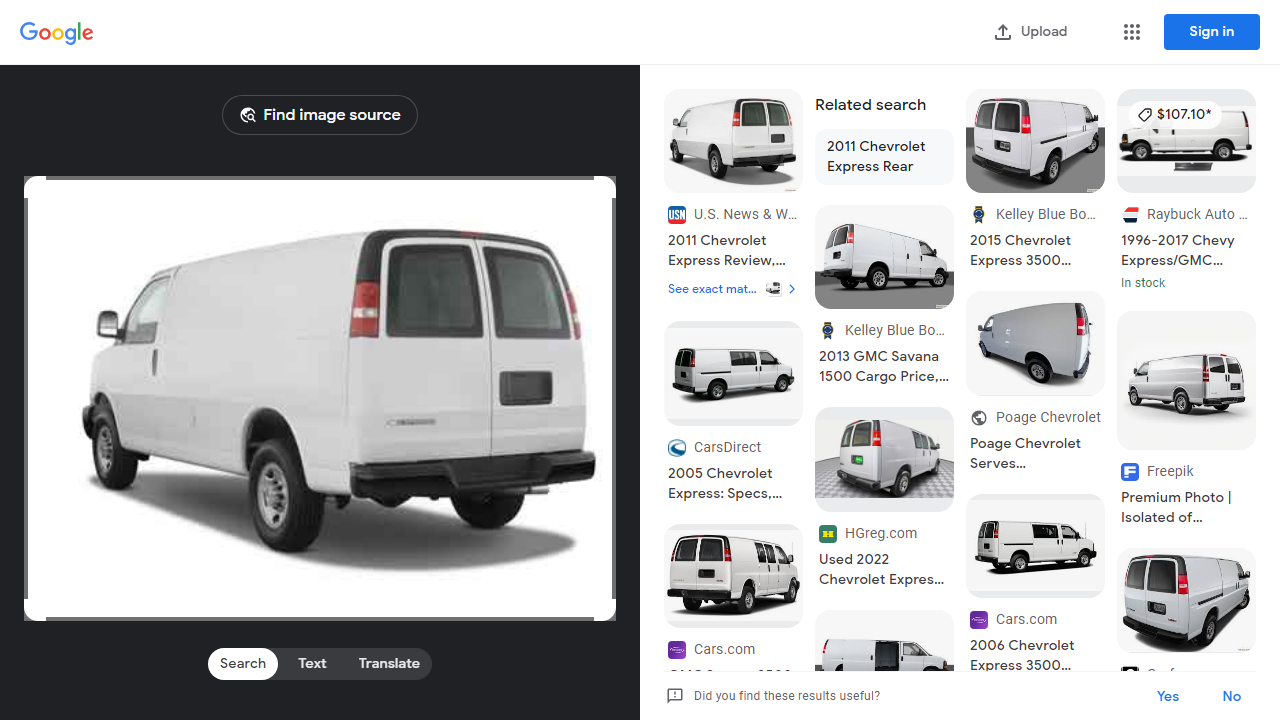 Google
Upload
Sign in
Find image source
Search
Text
Translate
USN
U.S. News & W...
2011 Chevrolet
Express Review,...
See exact mat...
CarsDirect
2005 Chevrolet
Express: Specs,...
Cars.com
Related search
2011 Chevrolet
Express Rear
Kelley Blue Bo...
2013 GMC Savana
1500 Cargo Price,...
HGreg.com
Used 2022
Chevrolet Expres...
Kelley Blue Bo...
2015 Chevrolet
Express 3500...
Poage Chevrolet
Poage Chevrolet
Serves...
Cars.com
2006 Chevrolet
Express 3500...
$107.10*
Raybuck Auto ...
1996-2017 Chevy
Express/GMC...
In stock
Freepik
Premium Photo |
Isolated of...
Did you find these results useful?
Yes
No